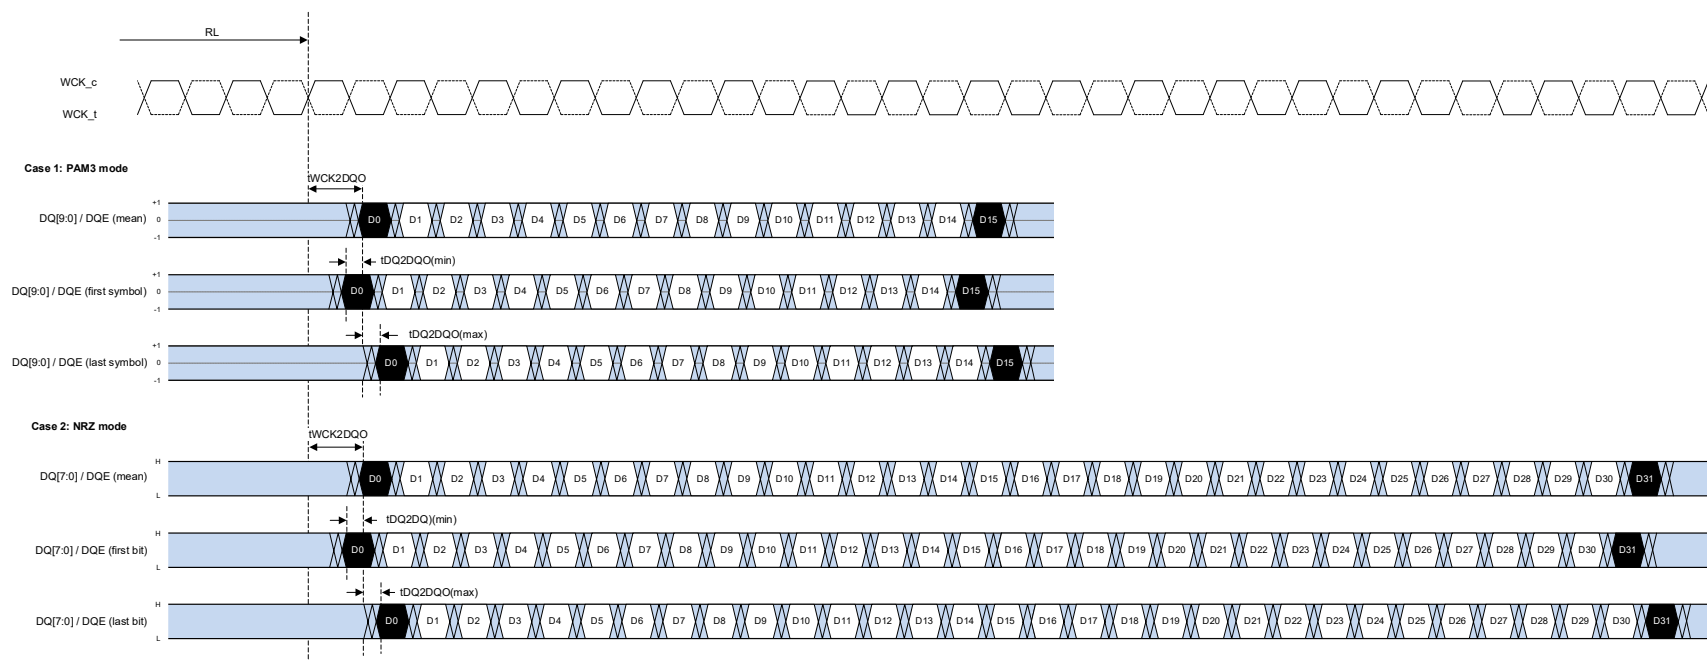 RL
WCK_c
WCK_t
Case 1: PAM3 mode
tWCK2DQO
DQ[9:0] / DQE (mean) +1 0 -1 D0 D1 D2 D3 D4 D5 D6 D7 D8 D9 D10 D11 D12 D13 D14 D15
tDQ2DQO(min)
DQ[9:0] / DQE (first symbol) +1 0 -1 D0 D1 D2 D3 D4 D5 D6 D7 D8 D9 D10 D11 D12 D13 D14 D15
tDQ2DQO(max)
DQ[9:0] / DQE (last symbol) +1 0 -1 D0 D1 D2 D3 D4 D5 D6 D7 D8 D9 D10 D11 D12 D13 D14 D15
Case 2: NRZ mode
tWCK2DQO
DQ[7:0] / DQE (mean) H L D0 D1 D2 D3 D4 D5 D6 D7 D8 D9 D10 D11 D12 D13 D14 D15 D16 D17 D18 D19 D20 D21 D22 D23 D24 D25 D26 D27 D28 D29 D30 D31
tDQ2DQ)(min)
DQ[7:0] / DQE (first bit) H L D0 D1 D2 D3 D4 D5 D6 D7 D8 D9 D10 D11 D12 D13 D14 D15 D16 D17 D18 D19 D20 D21 D22 D23 D24 D25 D26 D27 D28 D29 D30 D31
tDQ2DQO(max)
DQ[7:0] / DQE (last bit) H L D0 D1 D2 D3 D4 D5 D6 D7 D8 D9 D10 D11 D12 D13 D14 D15 D16 D17 D18 D19 D20 D21 D22 D23 D24 D25 D26 D27 D28 D29 D30 D31